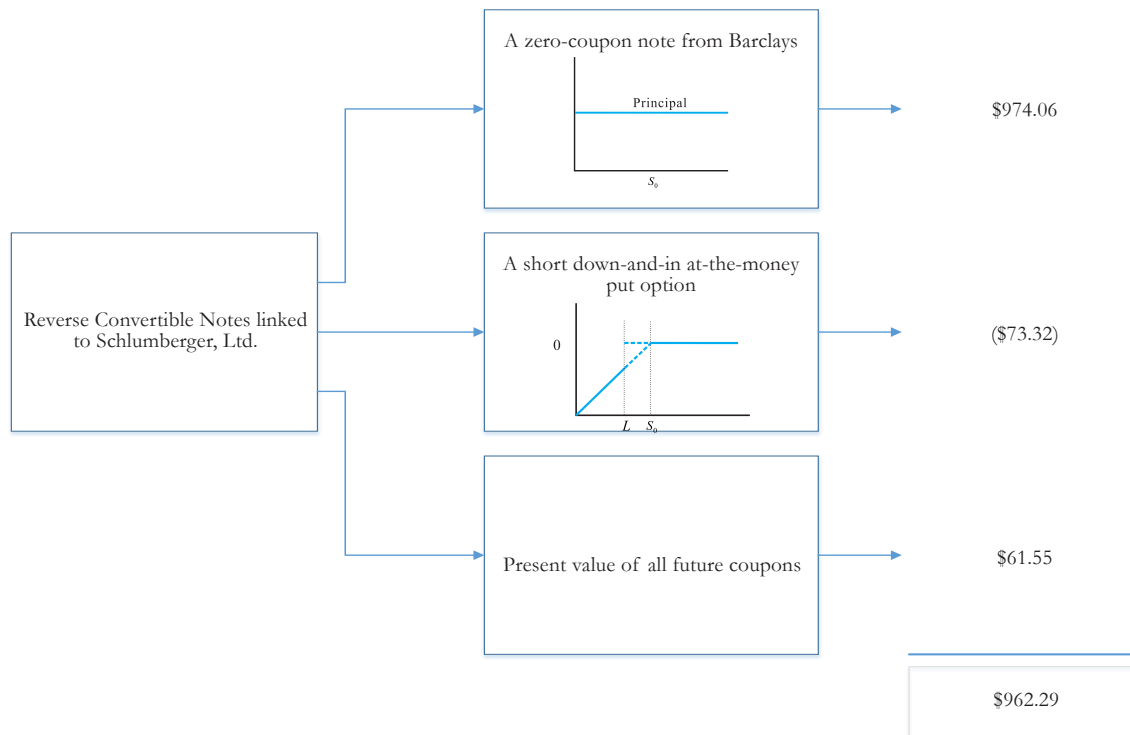 A zero-coupon note from Barclays
Principal
S₀
$974.06
Reverse Convertible Notes linked
to Schlumberger, Ltd.
A short down-and-in at-the-money
put option
0
L S₀
($73.32)
Present value of all future coupons
$61.55
$962.29